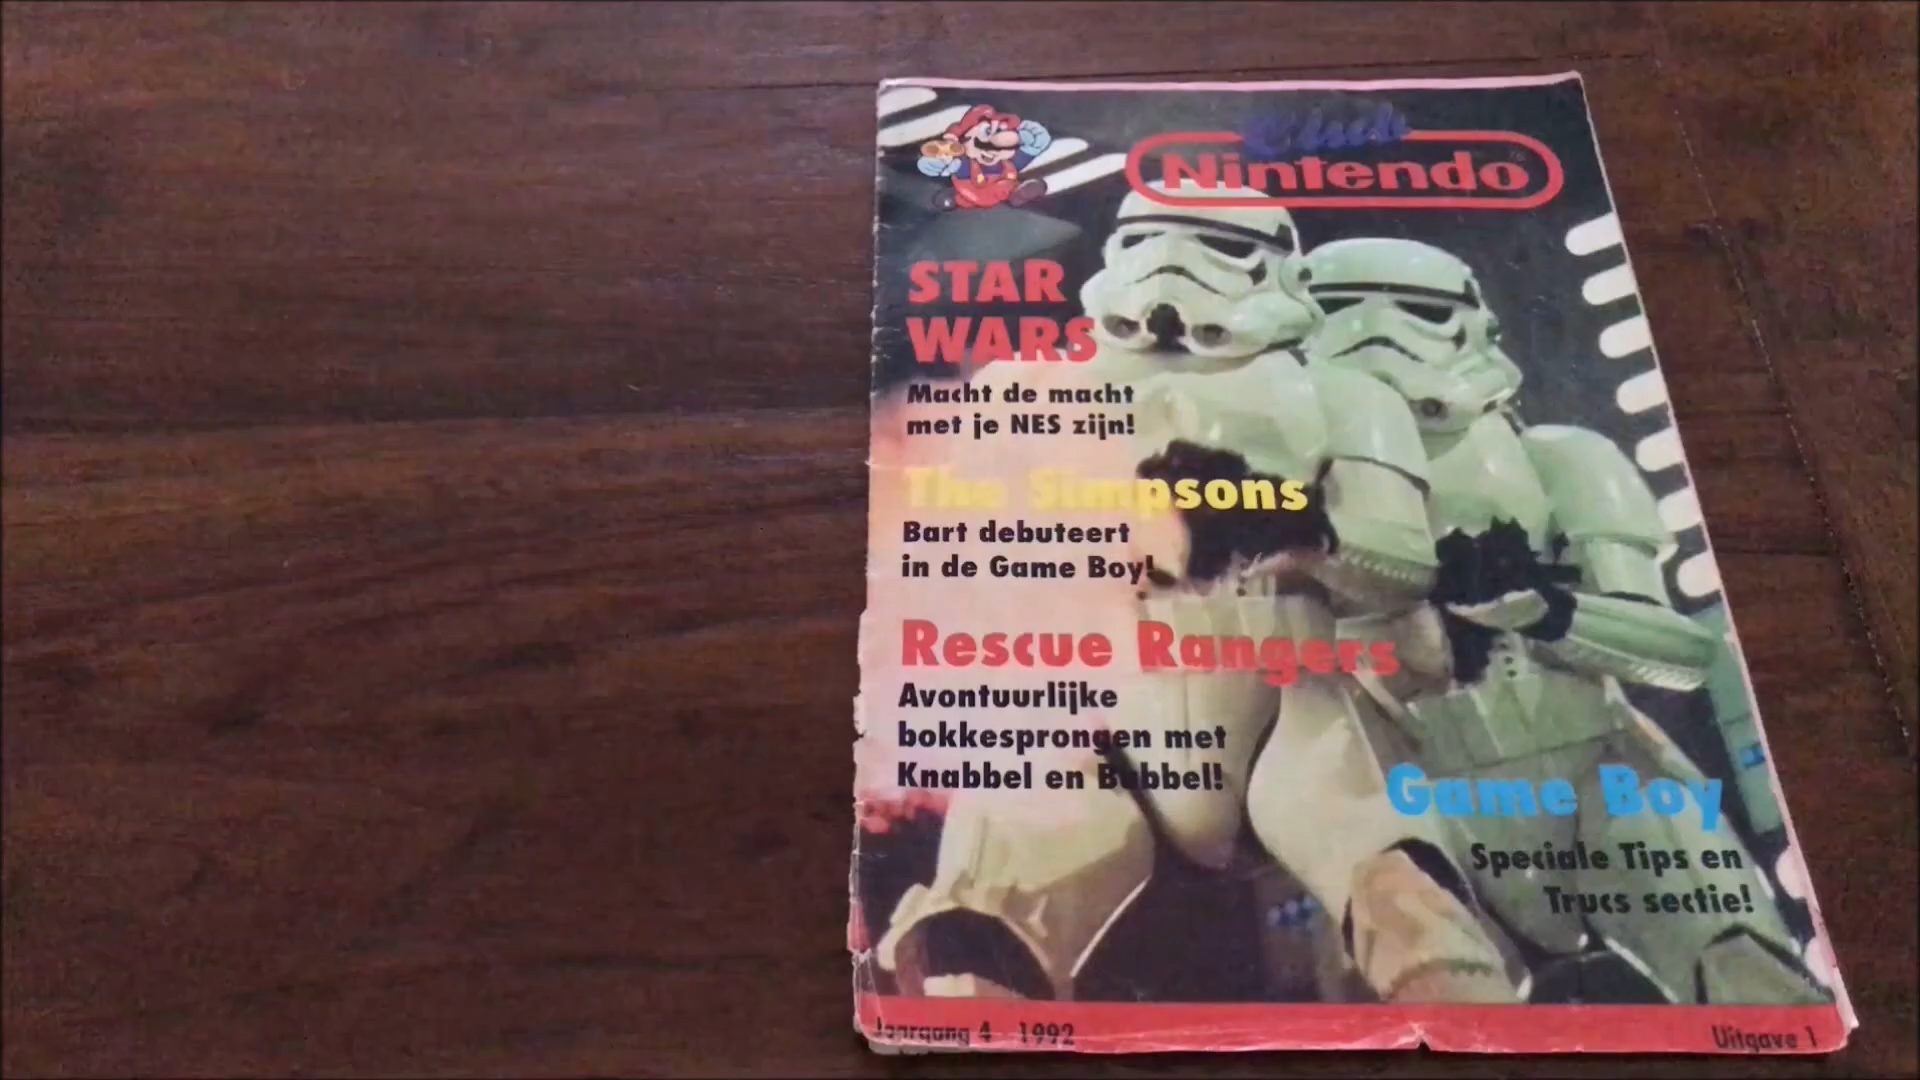 Club
Nintendo
STAR
WARS
Macht de macht
met je NES zijn!
The Simpsons
Bart debuteert
in de Game Boy!
Rescue Rangers
Avontuurlijke
bokkesprongen met
Knabbel en Babbel!
Game Boy
Speciale Tips en
Trucs sectie!
Jaargang 4 1992
Uitgave 1